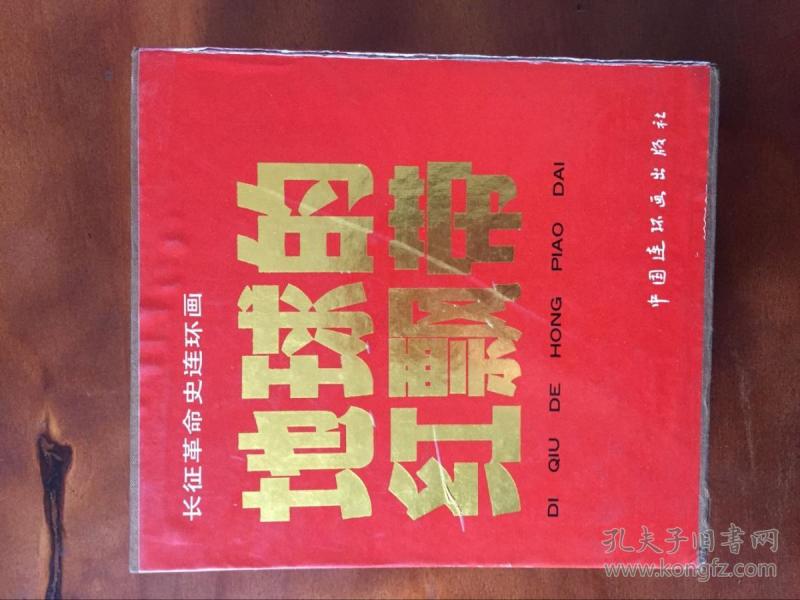 长征革命史连环画
地球的
红飘带
DI QIU DE HONG PIAO DAI
中国连环画出版社
孔夫子旧书网
www.kongfz.com